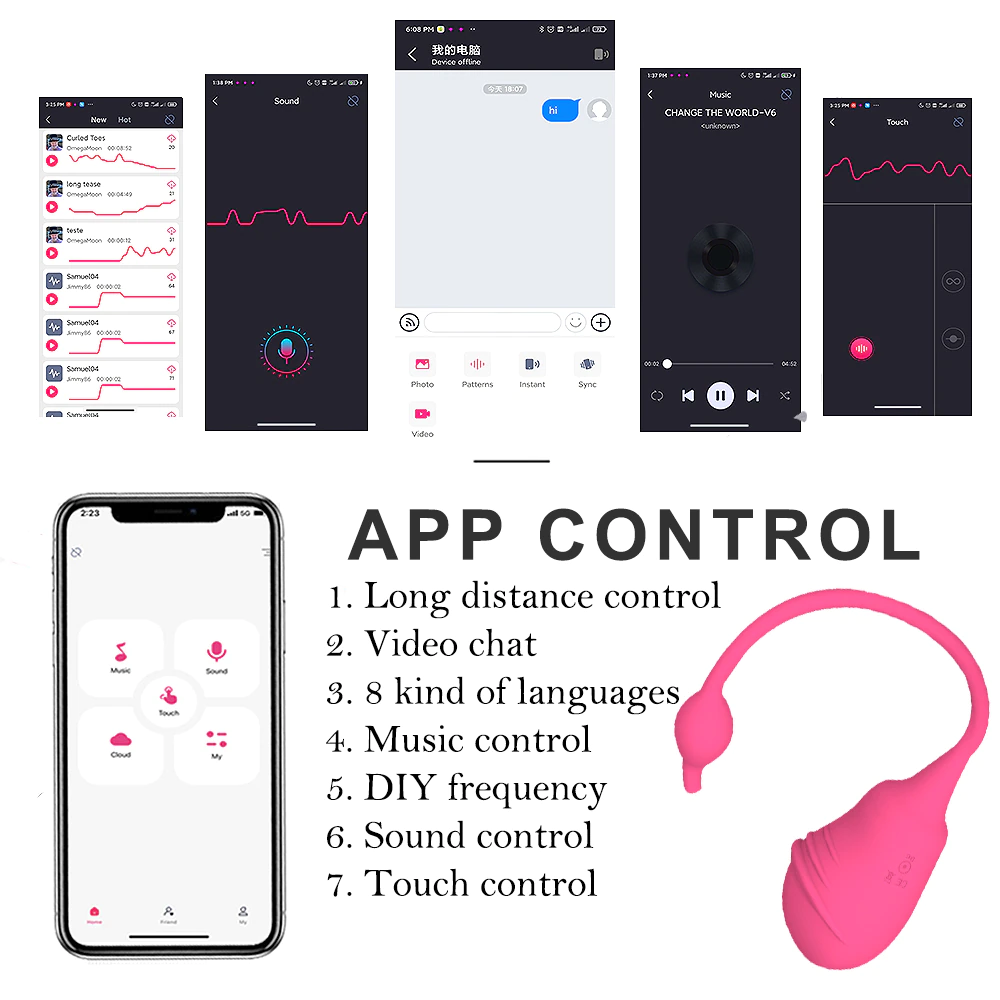 3:25 PM
New Hot
Curled Toes
OmegaMoon 00:08:52
20
long tease
OmegaMoon 00:04:49
21
teste
OmegaMoon 00:00:12
31
Samuel04
Jimmy86 00:00:02
64
Samuel04
Jimmy86 00:00:02
67
Samuel04
Jimmy86 00:00:02
71
Samuel04
1:38 PM
Sound
6:08 PM
我的电脑
Device offline
今天 18:07
hi
Photo Patterns Instant Sync
Video
1:37 PM
Music
CHANGE THE WORLD-V6
<unknown>
00:02 04:52
3:25 PM
Touch
2:23 5G
Music Sound
Touch
Cloud My
Home Friend My
APP CONTROL
1. Long distance control
2. Video chat
3. 8 kind of languages
4. Music control
5. DIY frequency
6. Sound control
7. Touch control